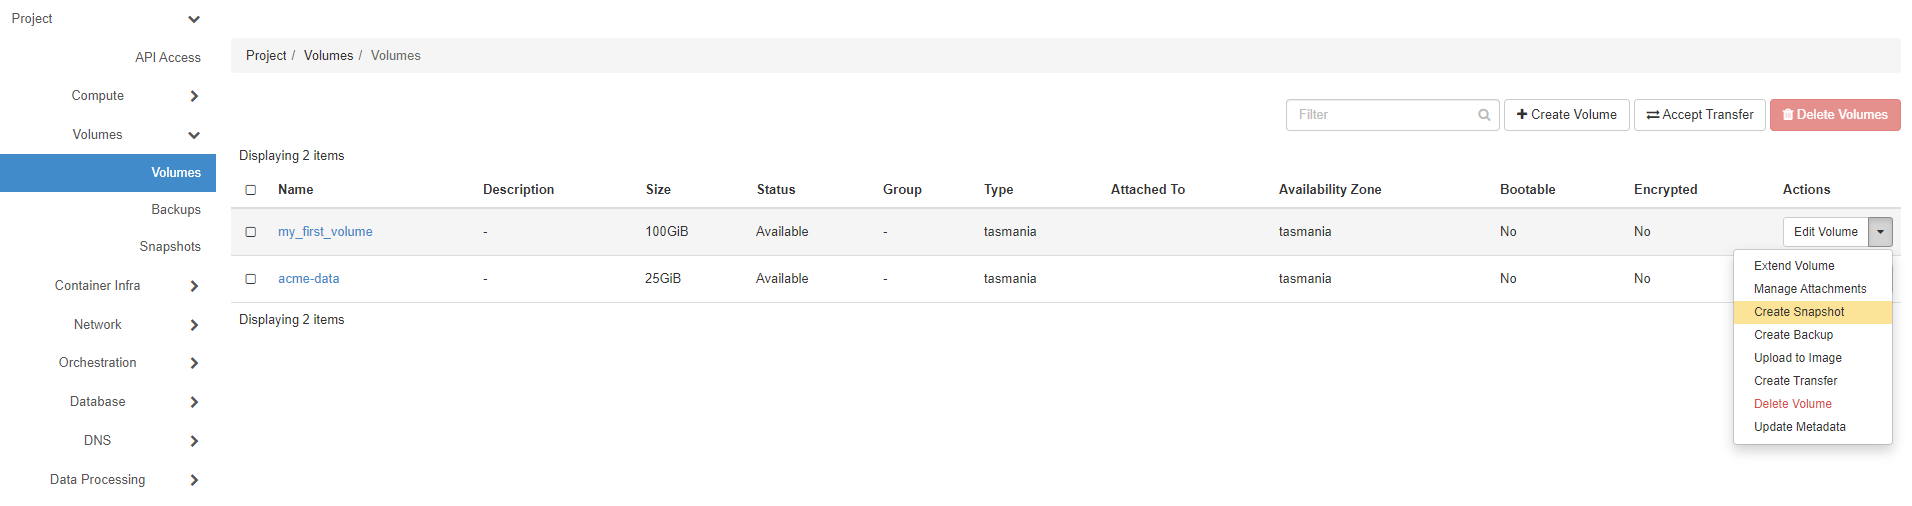 Project
API Access
Compute
Volumes
Volumes
Backups
Snapshots
Container Infra
Network
Orchestration
Database
DNS
Data Processing
Project / Volumes / Volumes
Filter Create Volume Accept Transfer Delete Volumes
Displaying 2 items
Name Description Size Status Group Type Attached To Availability Zone Bootable Encrypted Actions
my_first_volume - 100GiB Available - tasmania tasmania No No Edit Volume
acme-data - 25GiB Available - tasmania tasmania No No
Displaying 2 items
Extend Volume
Manage Attachments
Create Snapshot
Create Backup
Upload to Image
Create Transfer
Delete Volume
Update Metadata